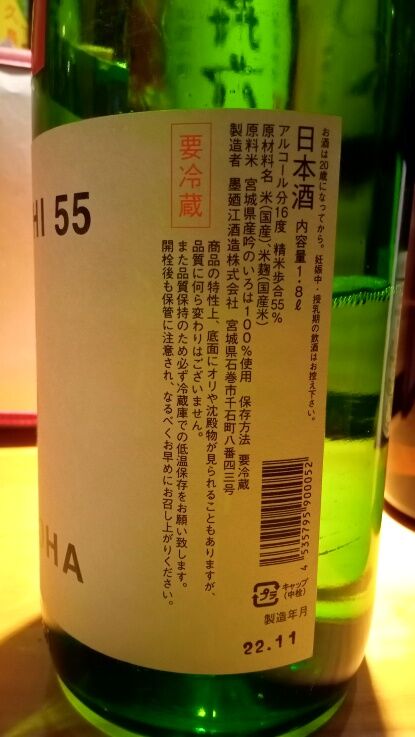 お酒は20歳になってから。妊娠中・授乳期の飲酒はお控え下さい。
日本酒 内容量1.8ℓ
アルコール分16度 精米歩合55%
原材料名 米(国産)、米麹(国産米)
原料米 宮城県産吟のいろは100%使用 保存方法 要冷蔵
製造者 墨廼江酒造株式会社 宮城県石巻市千石町八番四三号
要冷蔵
商品の特性上、底面にオリや沈殿物が見られることもありますが、
品質に何ら変わりはございません。
また品質保持のため必ず冷蔵庫での低温保存をお願い致します。
開栓後も保管に注意され、なるべくお早めにお召し上がりください。
4 535795 900052
プラ
キャップ
(中栓)
製造年月
22.11
HI 55
OHA